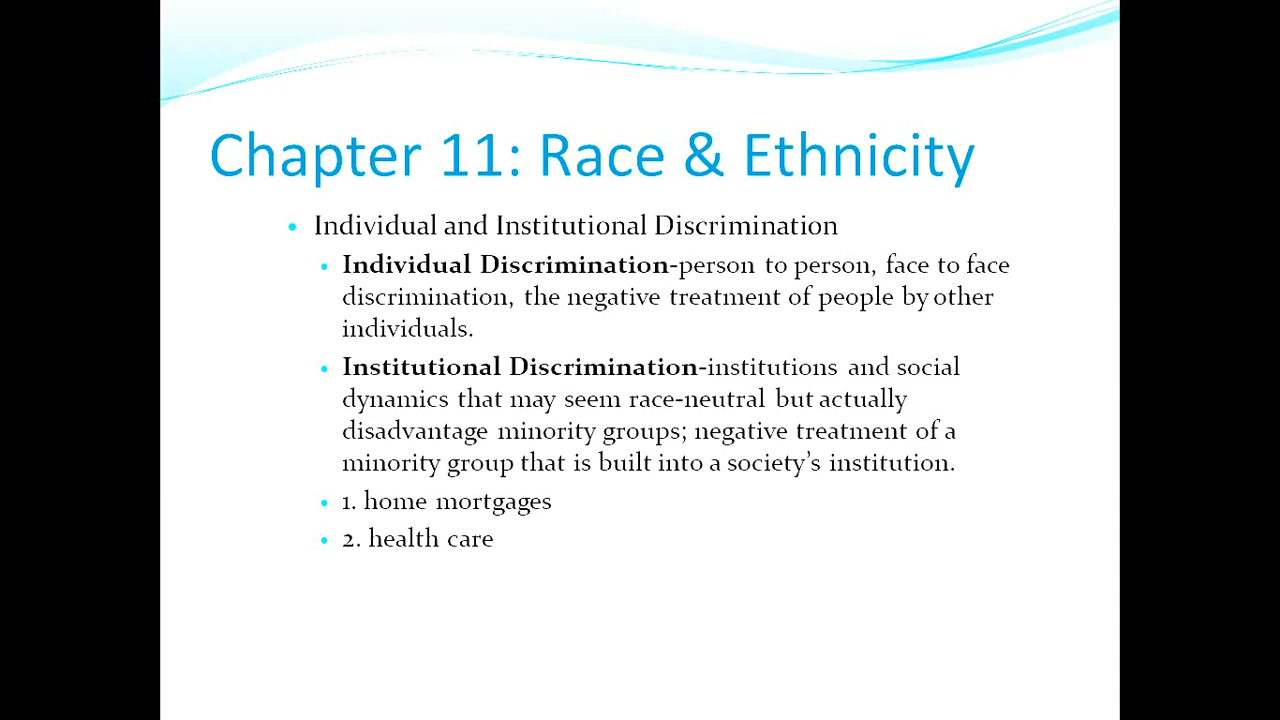 Chapter 11: Race & Ethnicity
• Individual and Institutional Discrimination
• Individual Discrimination-person to person, face to face
discrimination, the negative treatment of people by other
individuals.
• Institutional Discrimination-institutions and social
dynamics that may seem race-neutral but actually
disadvantage minority groups; negative treatment of a
minority group that is built into a society's institution.
• 1. home mortgages
• 2. health care